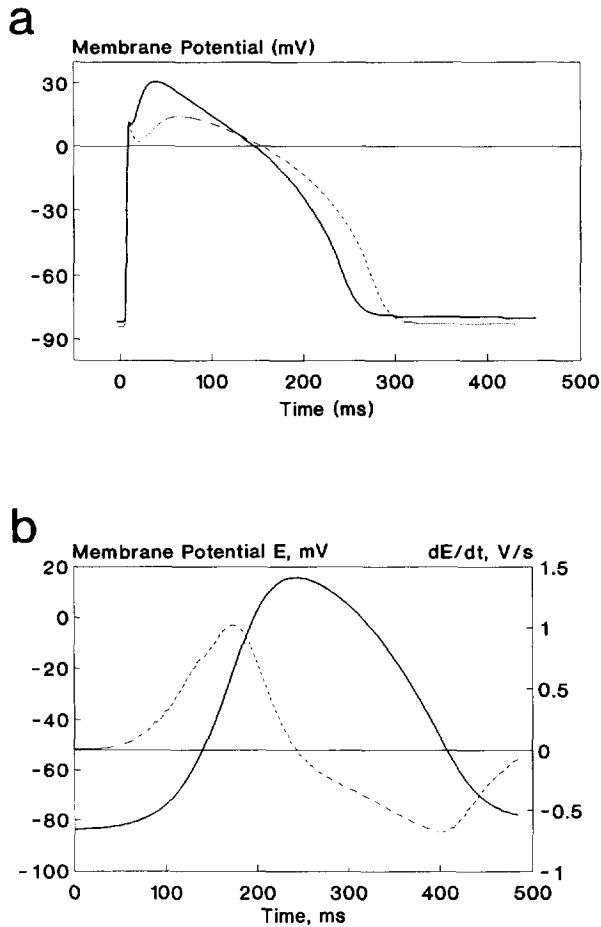 a
Membrane Potential (mV)
30
0
-30
-60
-90
0 100 200 300 400 500
Time (ms)
b
Membrane Potential E, mV dE/dt, V/s
20 1.5
0 1
-20
0.5
-40
0
-60
-0.5
-80
-100 -1
0 100 200 300 400 500
Time, ms